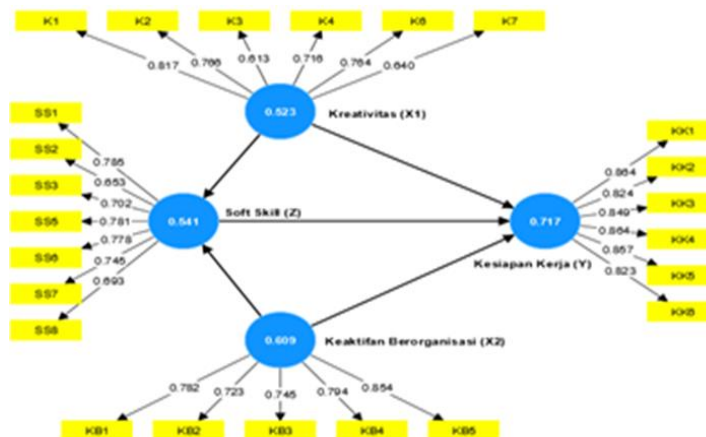 K1 K2 K3 K4 K6 K7
0.817 0.766 0.613 0.716 0.764 0.640
0.523
Kreativitas (X1)
SS1
SS2
SS3
SS5
SS6
SS7
SS8
0.785
0.653
0.702
0.781
0.778
0.745
0.693
0.541
Soft Skill (Z)
0.717
Kesiapan Kerja (Y)
KK1
KK2
KK3
KK4
KK5
KK6
0.864
0.824
0.849
0.864
0.857
0.823
0.609
Keaktifan Berorganisasi (X2)
0.782 0.723 0.745 0.794 0.854
KB1 KB2 KB3 KB4 KB5